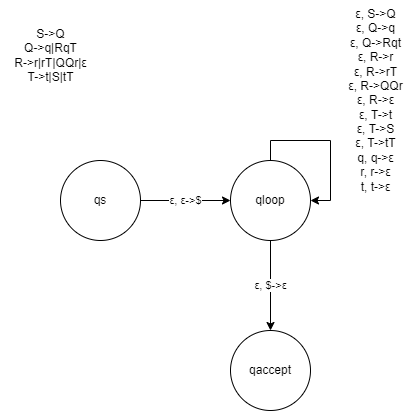 S->Q
Q->q|RqT
R->r|rT|QQr|ε
T->t|S|tT
ε, S->Q
ε, Q->q
ε, Q->Rqt
ε, R->r
ε, R->rT
ε, R->QQr
ε, R->ε
ε, T->t
ε, T->S
ε, T->tT
q, q->ε
r, r->ε
t, t->ε
qs
ε, ε->$
qloop
ε, $->ε
qaccept